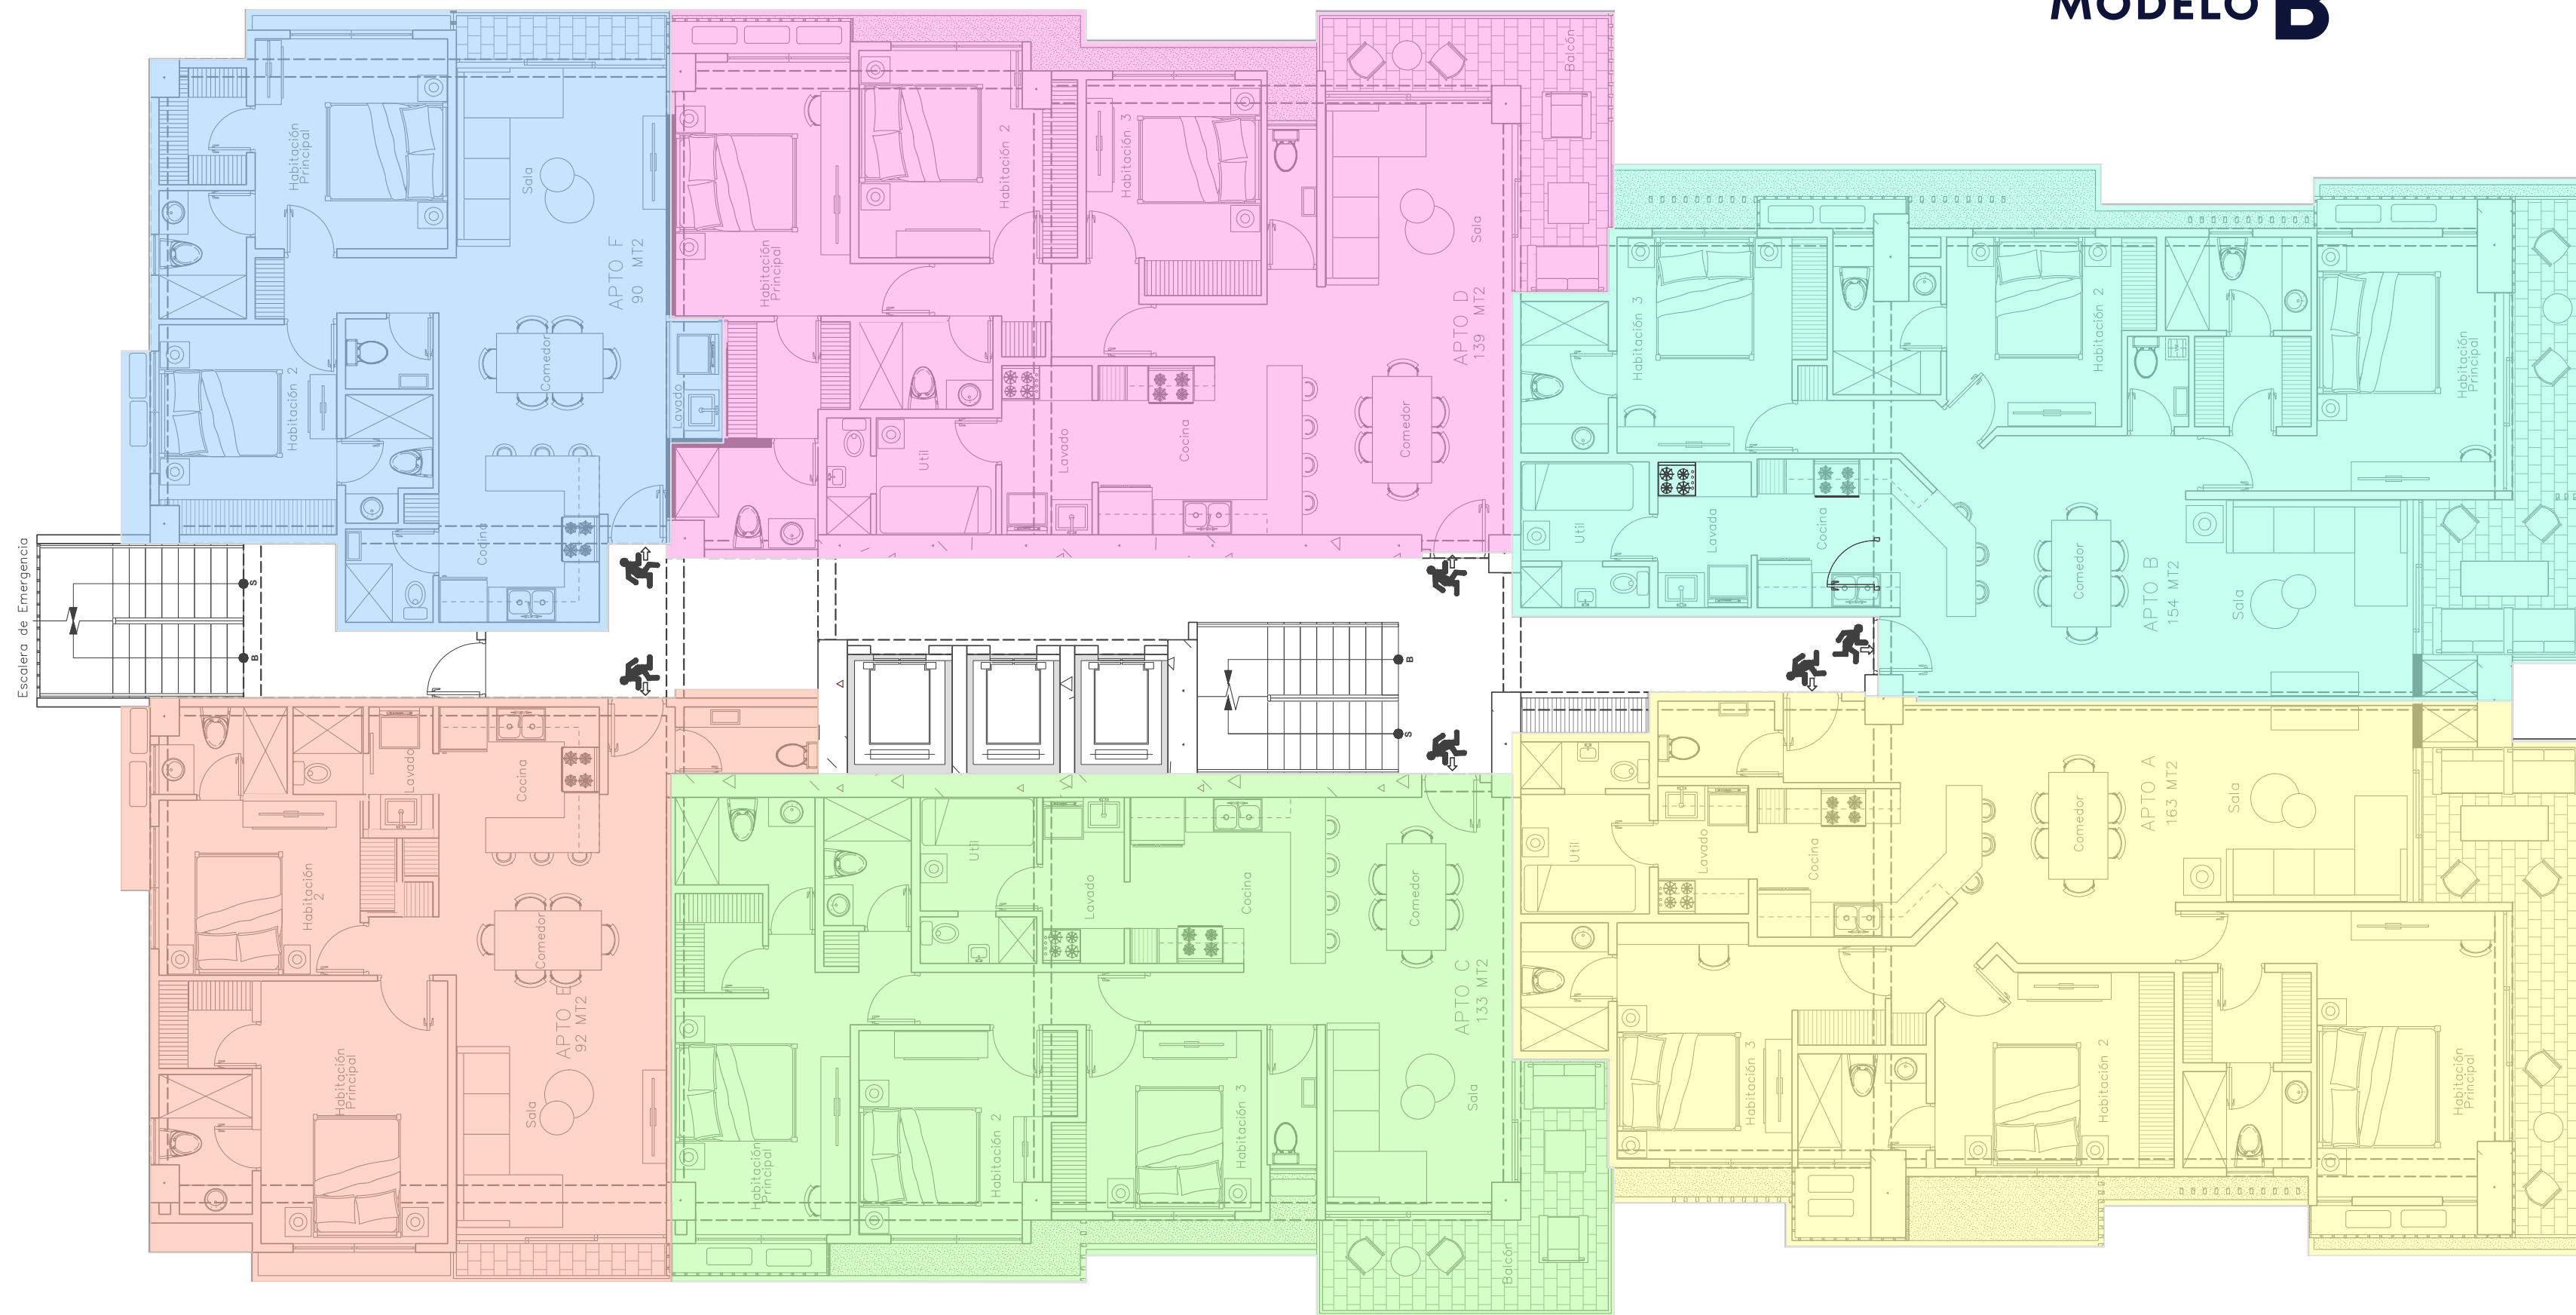 MODELO B
Escalera de Emergencia
Habitación
Principal
Sala
APTO F
90 MT2
Habitación 2
Comedor
Lavado
Cocina
Habitación
Principal
Habitación 2
Habitación 3
Sala
Balcón
APTO D
139 MT2
Util
Lavado
Cocina
Comedor
Habitación 3
Habitación 2
Habitación
Principal
Util
Lavada
Cocina
Comedor
APTO B
154 MT2
Sala
S
B
B
S
Lavado
Cocina
Habitación
2
Comedor
APTO E
92 MT2
Habitación
Principal
Sala
Util
Lavado
Cocina
Comedor
APTO C
133 MT2
Habitación
Principal
Habitación 2
Habitación 3
Sala
Balcón
Util
Lavado
Cocina
Comedor
APTO A
163 MT2
Sala
Habitación 3
Habitación 2
Habitación
Principal